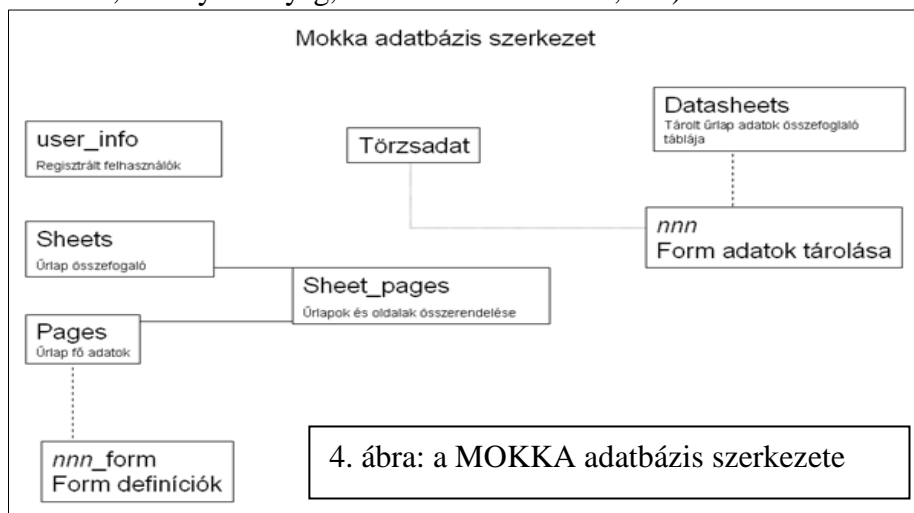 Mokka adatbázis szerkezet
user_info
Regisztrált felhasználók
Törzsadat
Datasheets
Tárolt űrlap adatok összefoglaló
táblája
nnn
Form adatok tárolása
Sheets
Űrlap összefogaló
Sheet_pages
Űrlapok és oldalak összerendelése
Pages
Űrlap fő adatok
nnn_form
Form definíciók
4. ábra: a MOKKA adatbázis szerkezete